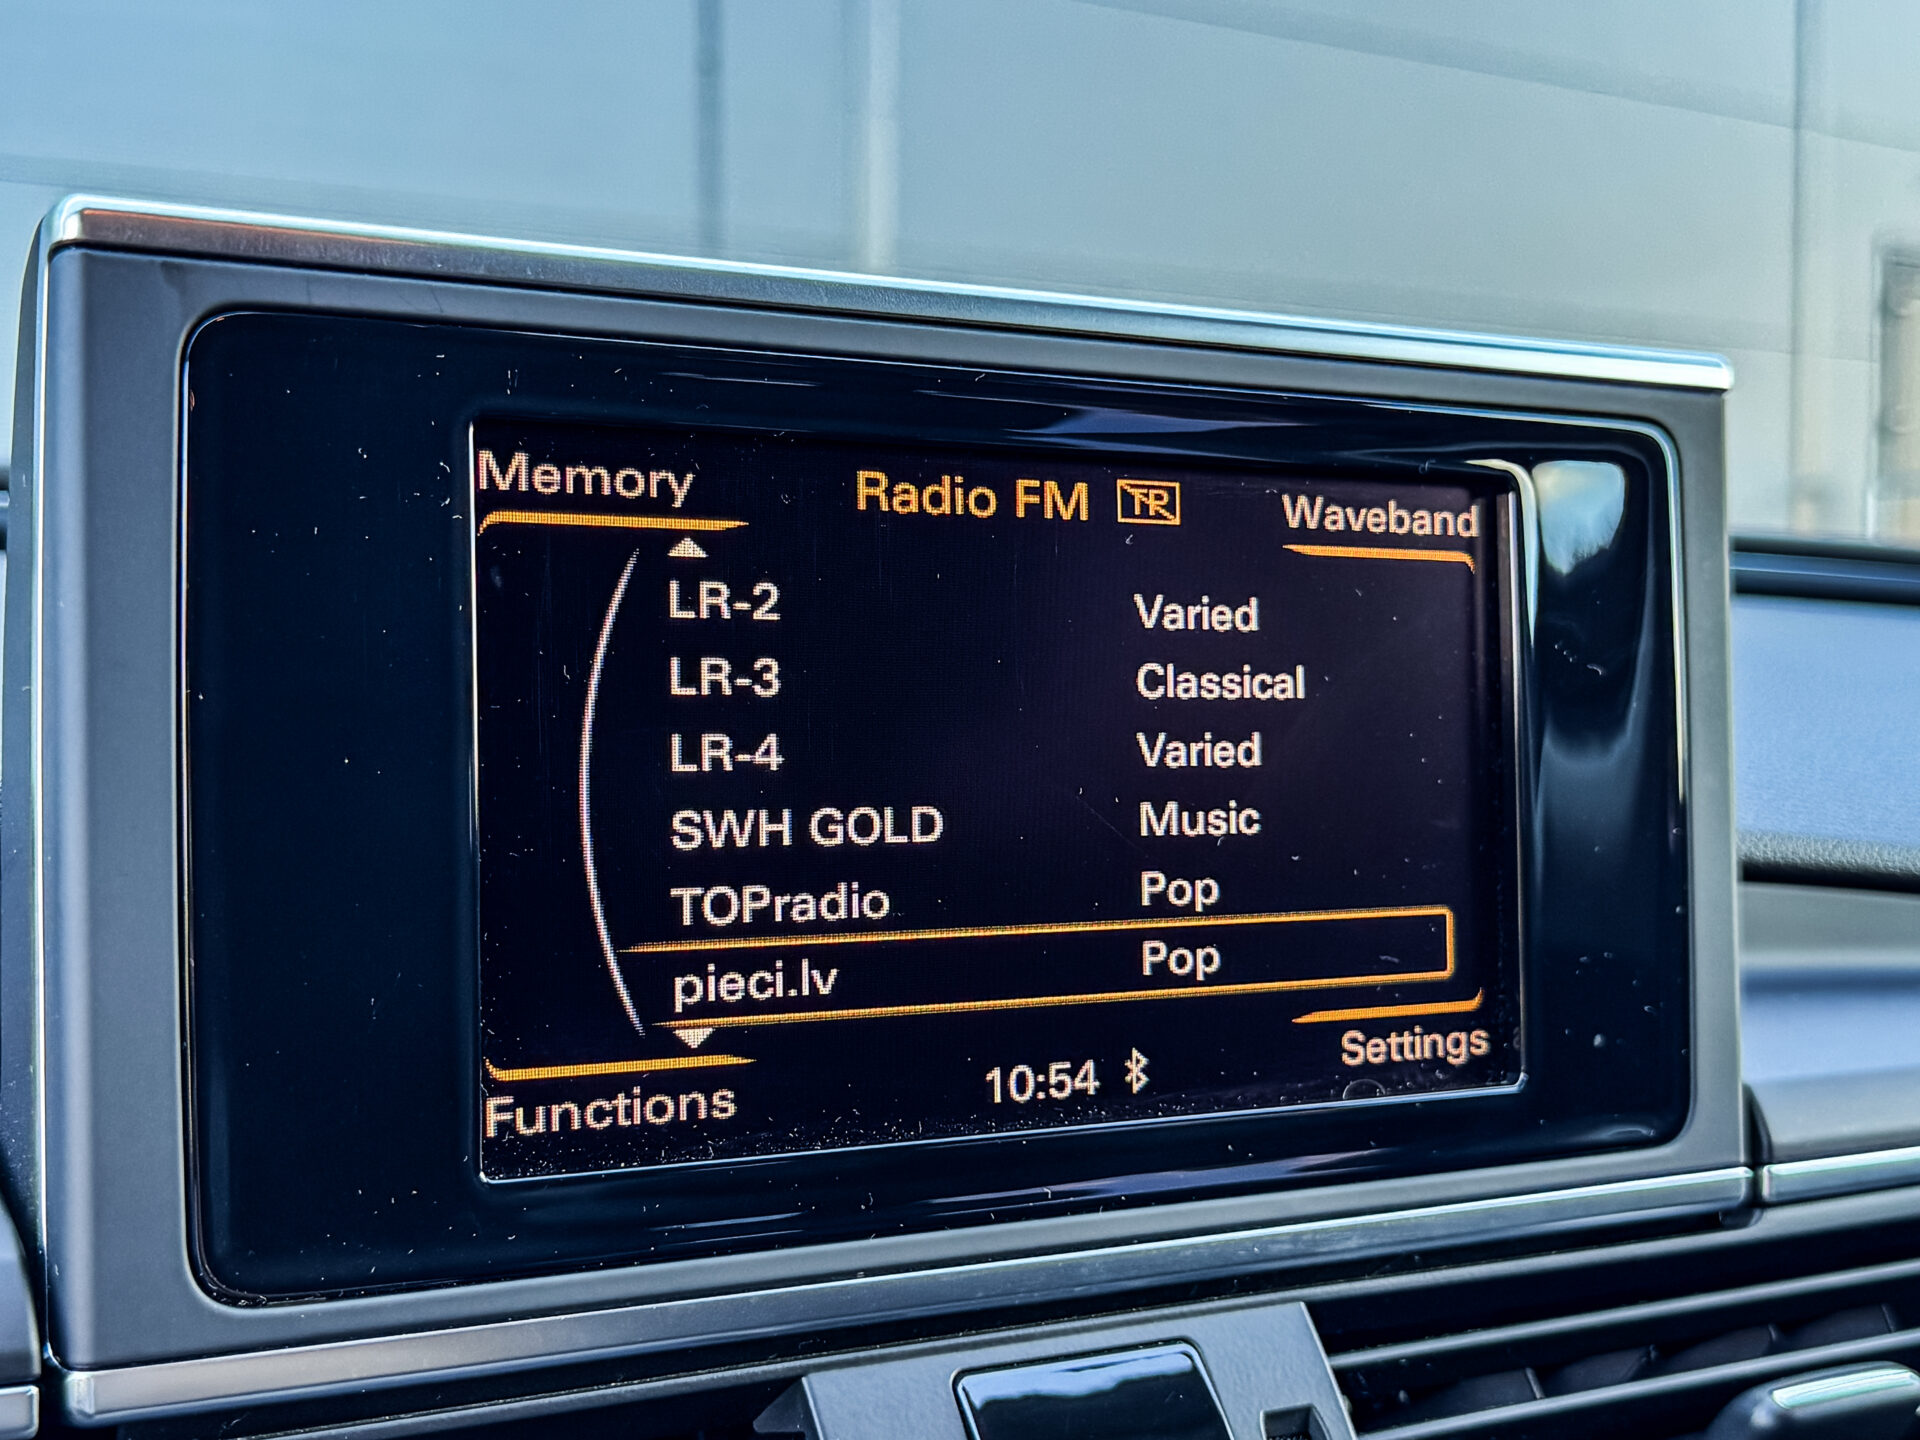 Memory
Radio FM TP
Waveband
LR-2 Varied
LR-3 Classical
LR-4 Varied
SWH GOLD Music
TOPradio Pop
pieci.lv Pop
Functions
10:54
Settings